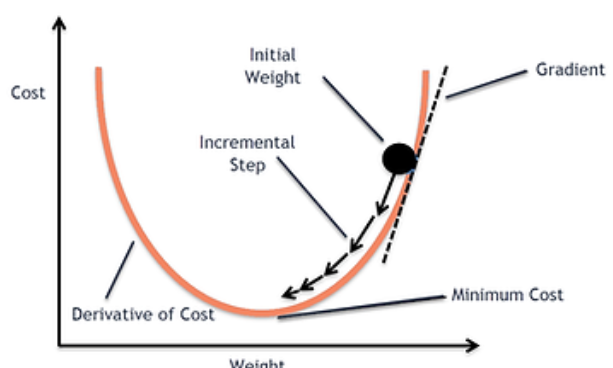 Initial
Weight
Gradient
Cost
Incremental
Step
Minimum Cost
Derivative of Cost
Weight